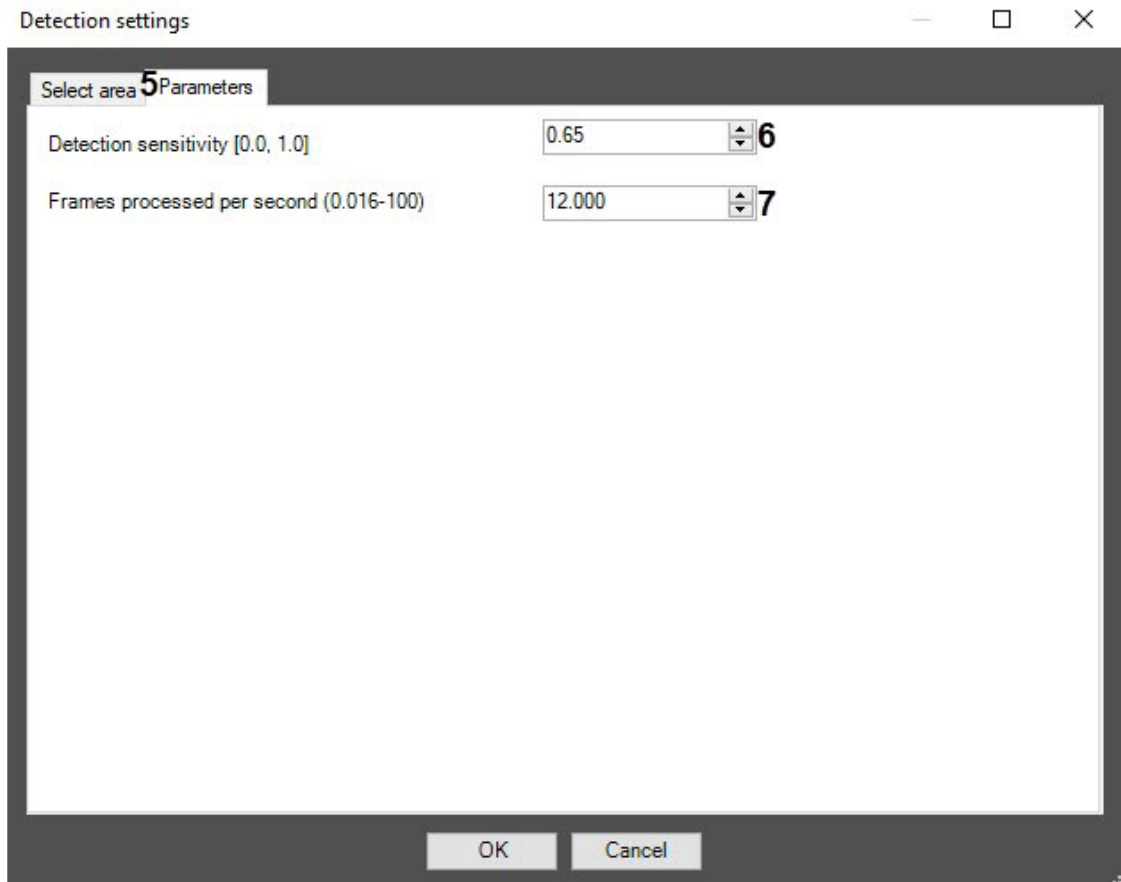 Detection settings
Select area 5 Parameters
Detection sensitivity [0.0, 1.0] 0.65 6
Frames processed per second (0.016-100) 12.000 7
OK Cancel